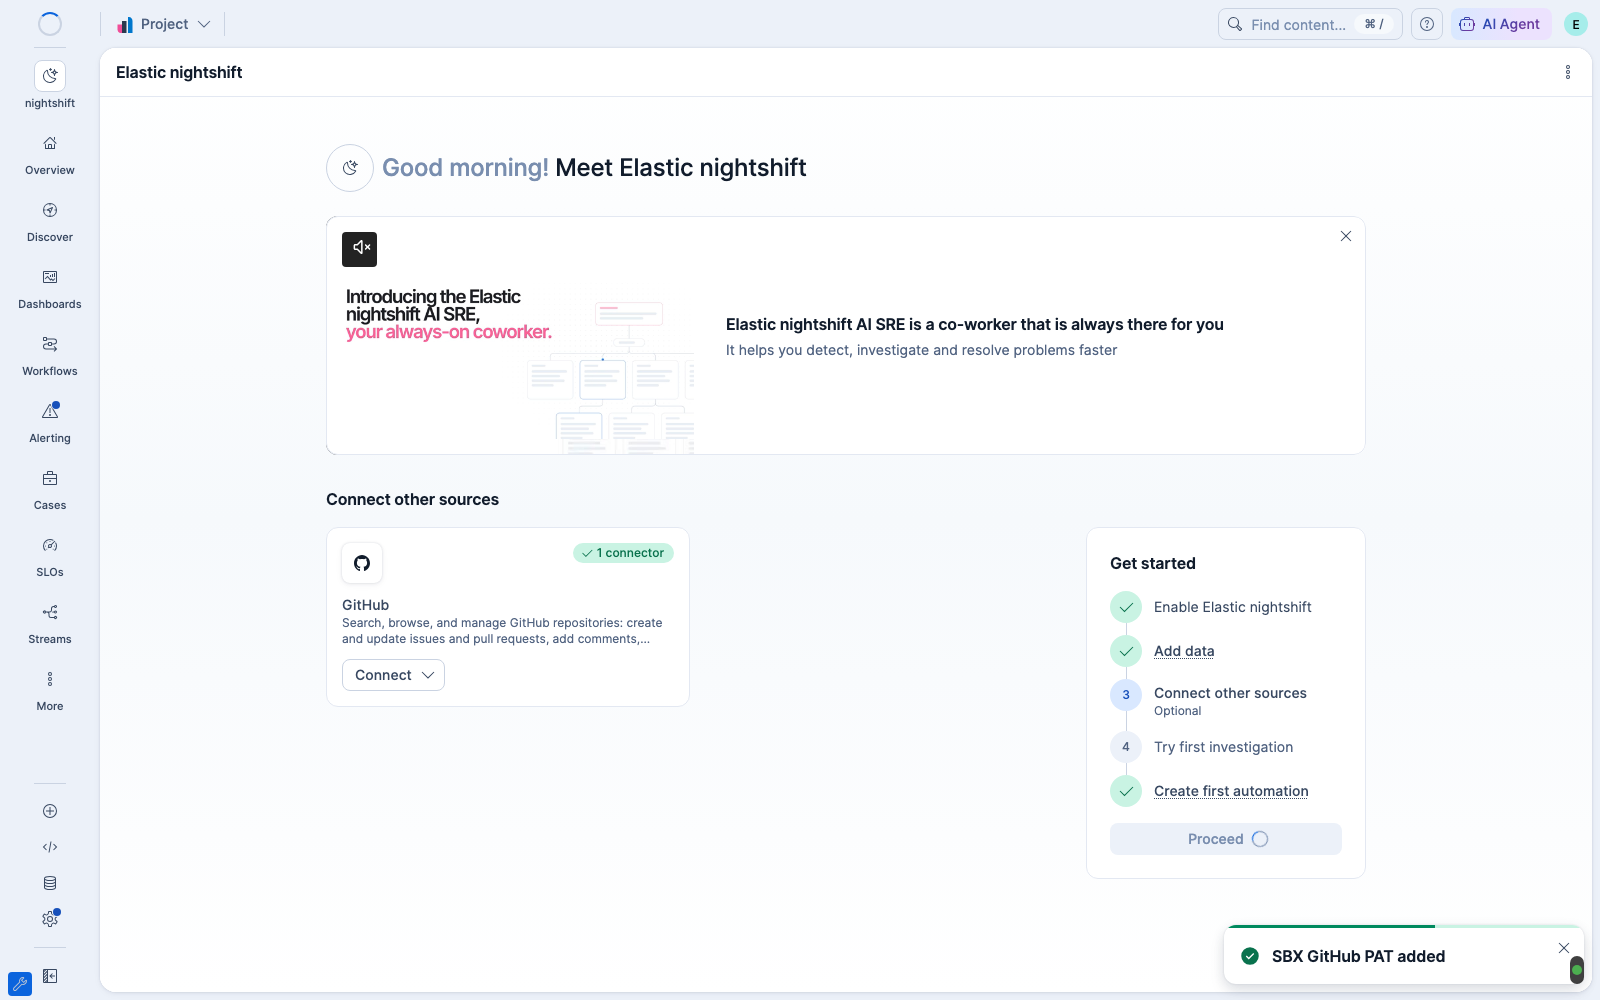 Project
Find content...
⌘ /
AI Agent
E
Elastic nightshift
nightshift
Overview
Discover
Dashboards
Workflows
Alerting
Cases
SLOs
Streams
More
Good morning! Meet Elastic nightshift
Introducing the Elastic
nightshift AI SRE,
your always-on coworker.
Elastic nightshift AI SRE is a co-worker that is always there for you
It helps you detect, investigate and resolve problems faster
Connect other sources
1 connector
GitHub
Search, browse, and manage GitHub repositories: create
and update issues and pull requests, add comments,...
Connect
Get started
Enable Elastic nightshift
Add data
3
Connect other sources
Optional
4
Try first investigation
Create first automation
Proceed
SBX GitHub PAT added